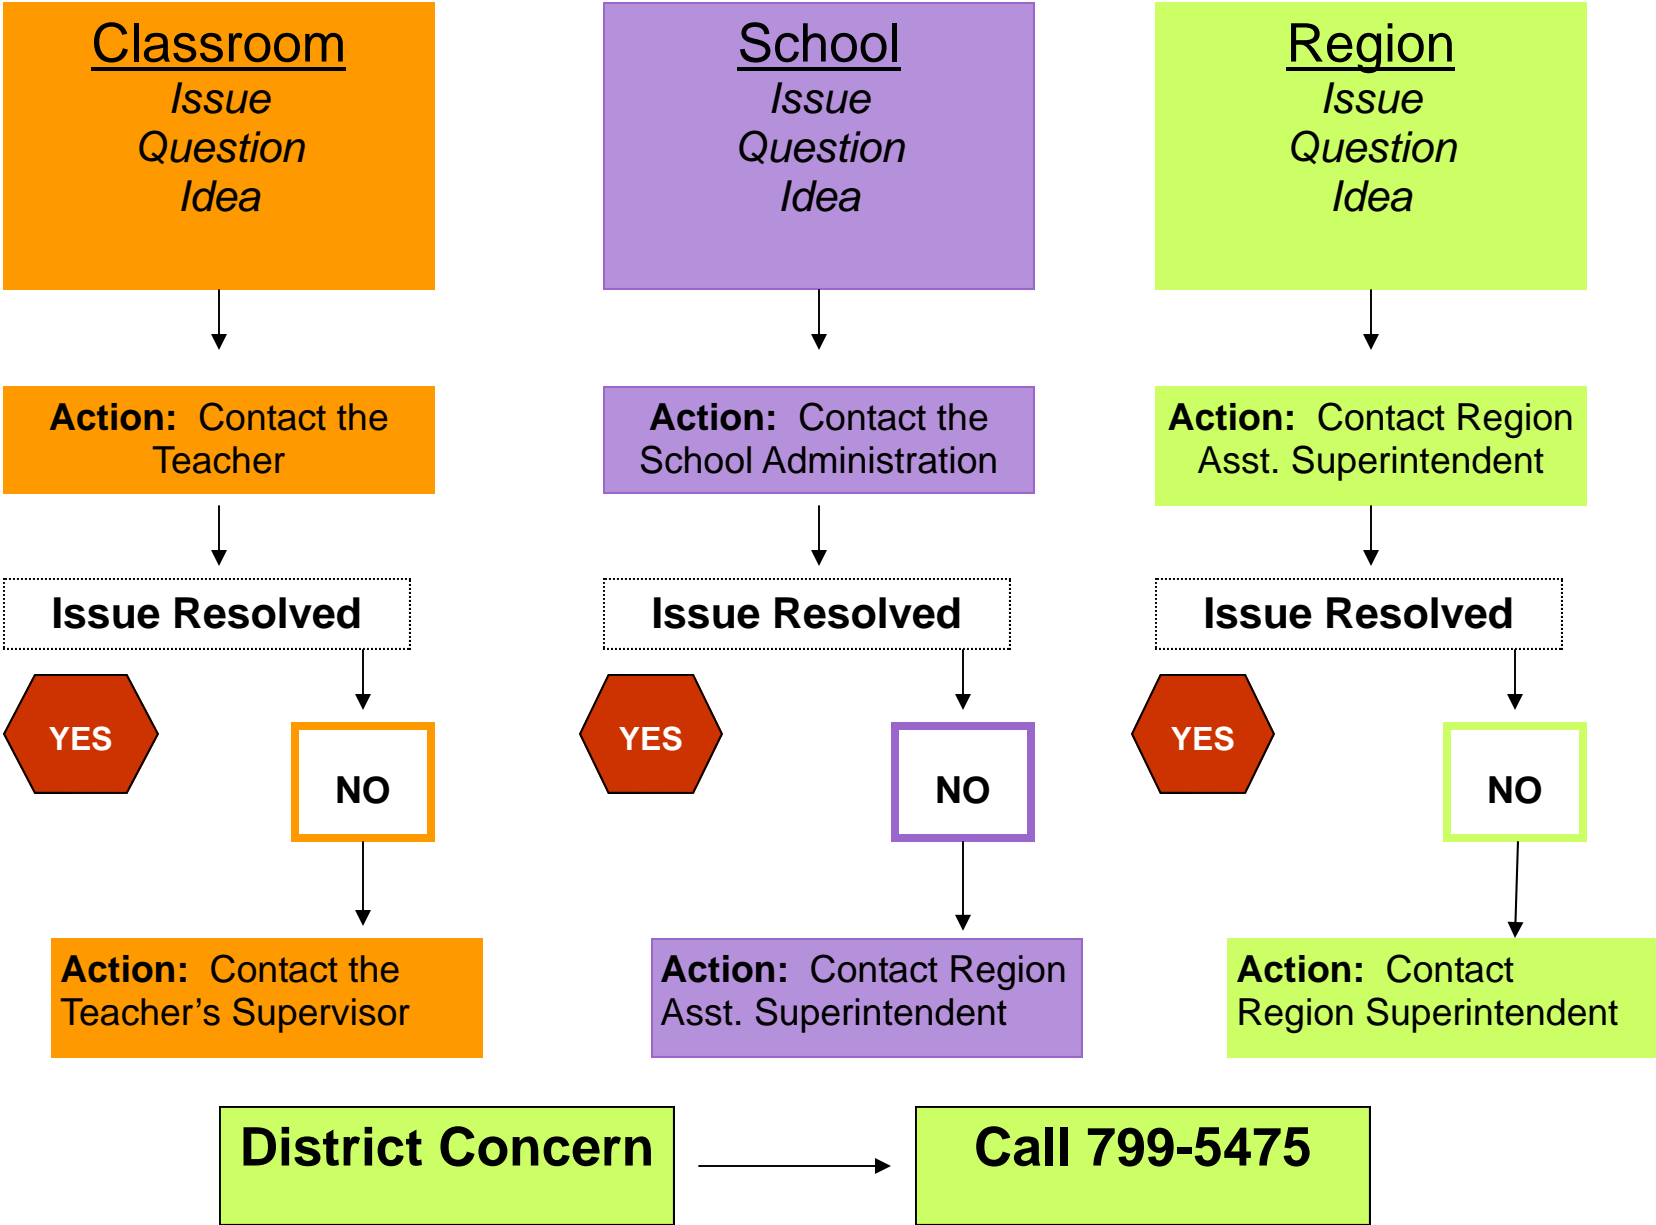 Classroom
Issue
Question
Idea
Action: Contact the
Teacher
Issue Resolved
YES
NO
Action: Contact the
Teacher’s Supervisor
School
Issue
Question
Idea
Action: Contact the
School Administration
Issue Resolved
YES
NO
Action: Contact Region
Asst. Superintendent
Region
Issue
Question
Idea
Action: Contact Region
Asst. Superintendent
Issue Resolved
YES
NO
Action: Contact
Region Superintendent
District Concern
Call 799-5475